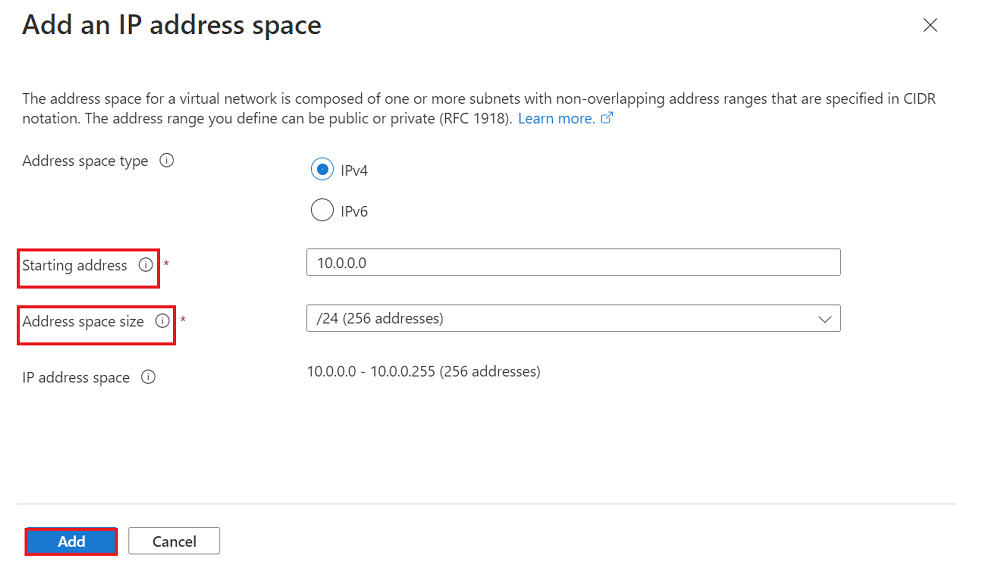 Add an IP address space
The address space for a virtual network is composed of one or more subnets with non-overlapping address ranges that are specified in CIDR
notation. The address range you define can be public or private (RFC 1918). Learn more.
Address space type
IPv4
IPv6
Starting address *
10.0.0.0
Address space size *
/24 (256 addresses)
IP address space
10.0.0.0 - 10.0.0.255 (256 addresses)
Add
Cancel